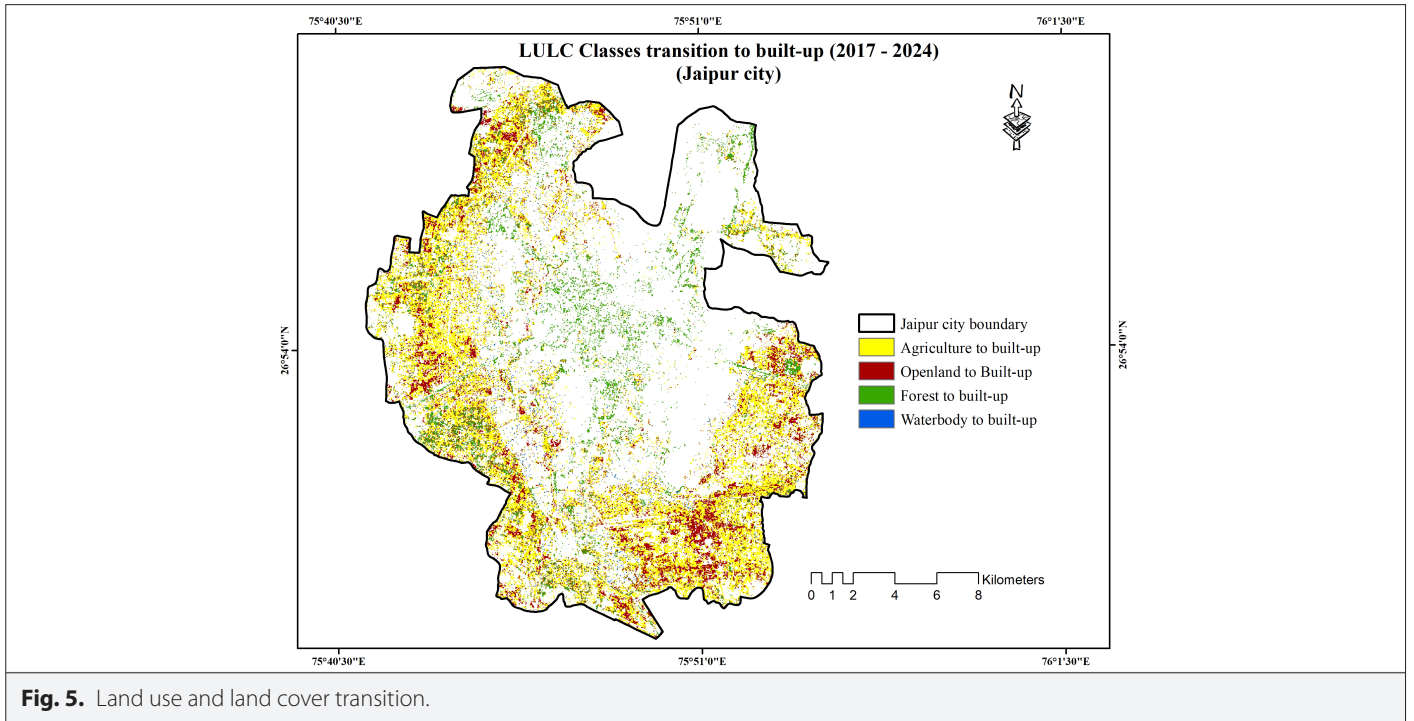 75°40'30"E 75°51'0"E 76°1'30"E
LULC Classes transition to built-up (2017 - 2024)
(Jaipur city)
N
Jaipur city boundary
26°54'0"N 26°54'0"N
Agriculture to built-up
Openland to Built-up
Forest to built-up
Waterbody to built-up
Kilometers
0 1 2 4 6 8
75°40'30"E 75°51'0"E 76°1'30"E
Fig. 5. Land use and land cover transition.